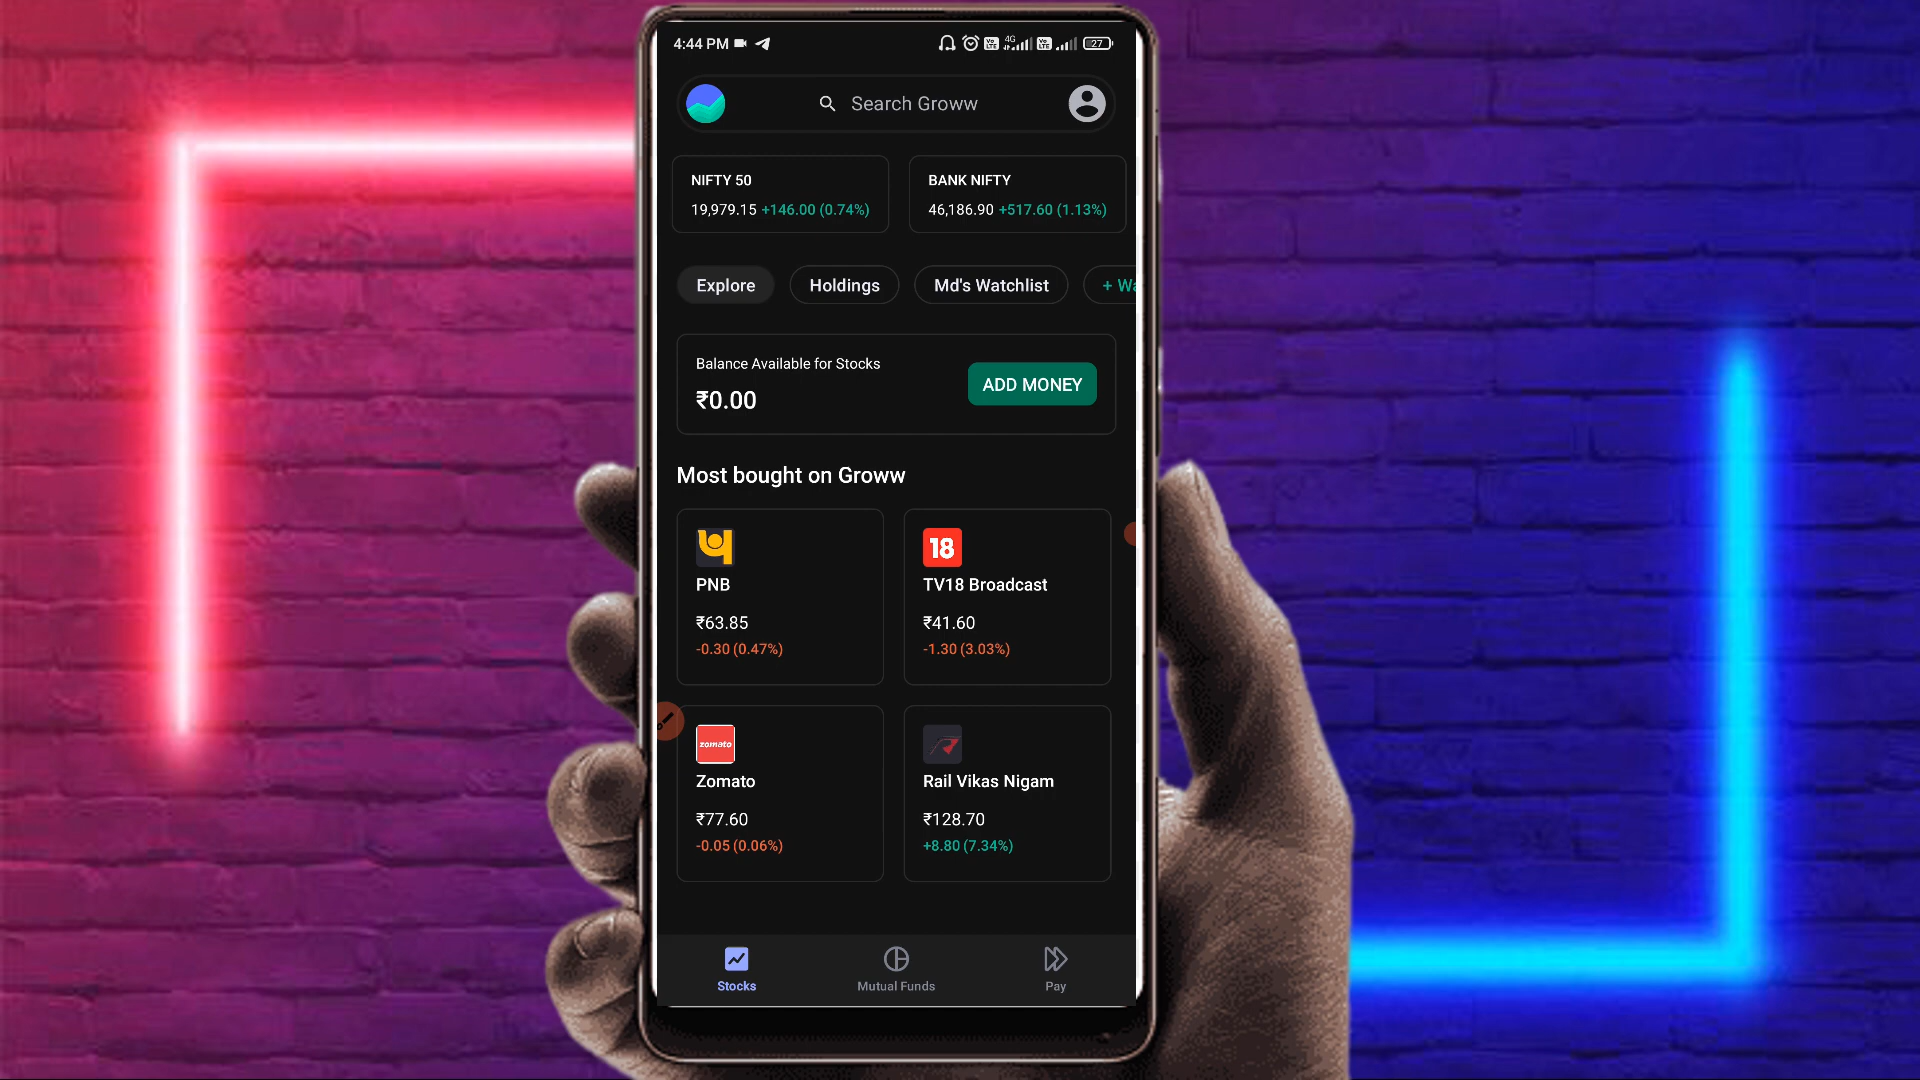 4:44 PM
4G
27
Search Groww
NIFTY 50
19,979.15 +146.00 (0.74%)
BANK NIFTY
46,186.90 +517.60 (1.13%)
Explore
Holdings
Md's Watchlist
+ Wa
Balance Available for Stocks
₹0.00
ADD MONEY
Most bought on Groww
PNB
₹63.85
-0.30 (0.47%)
18
TV18 Broadcast
₹41.60
-1.30 (3.03%)
zomato
Zomato
₹77.60
-0.05 (0.06%)
Rail Vikas Nigam
₹128.70
+8.80 (7.34%)
Stocks
Mutual Funds
Pay